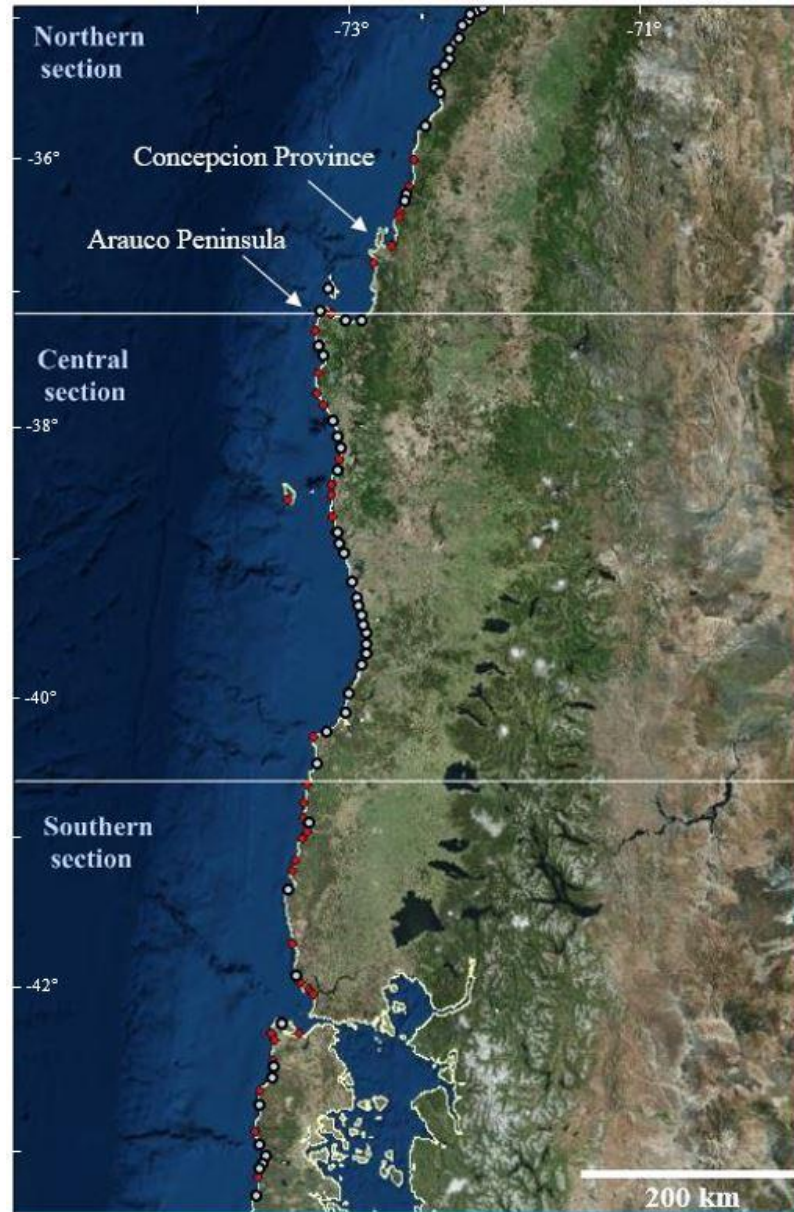 -73°
-71°
Northern
section
-36°
Concepcion Province
Arauco Peninsula
Central
section
-38°
-40°
Southern
section
-42°
200 km